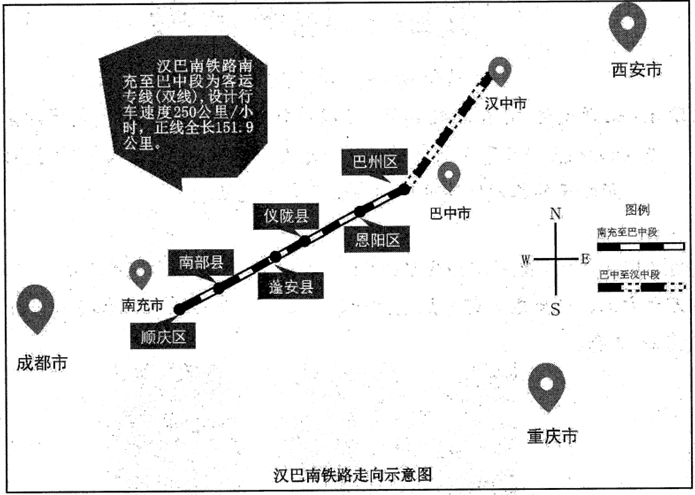 汉巴南铁路南
充至巴中段为客运
专线(双线),设计行
车速度250公里/小
时,正线全长151.9
公里。
西安市
汉中市
巴州区
巴中市
仪陇县
恩阳区
南部县
蓬安县
南充市
顺庆区
成都市
重庆市
N
W
E
S
图例
南充至巴中段
巴中至汉中段
汉巴南铁路走向示意图